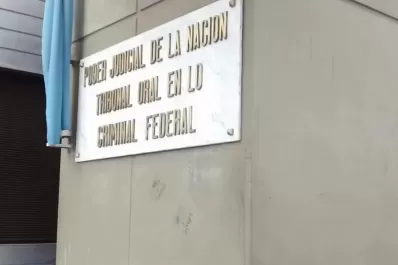 PODER JUDICIAL DE LA NACION
TRIBUNAL ORAL EN LO
CRIMINAL FEDERAL